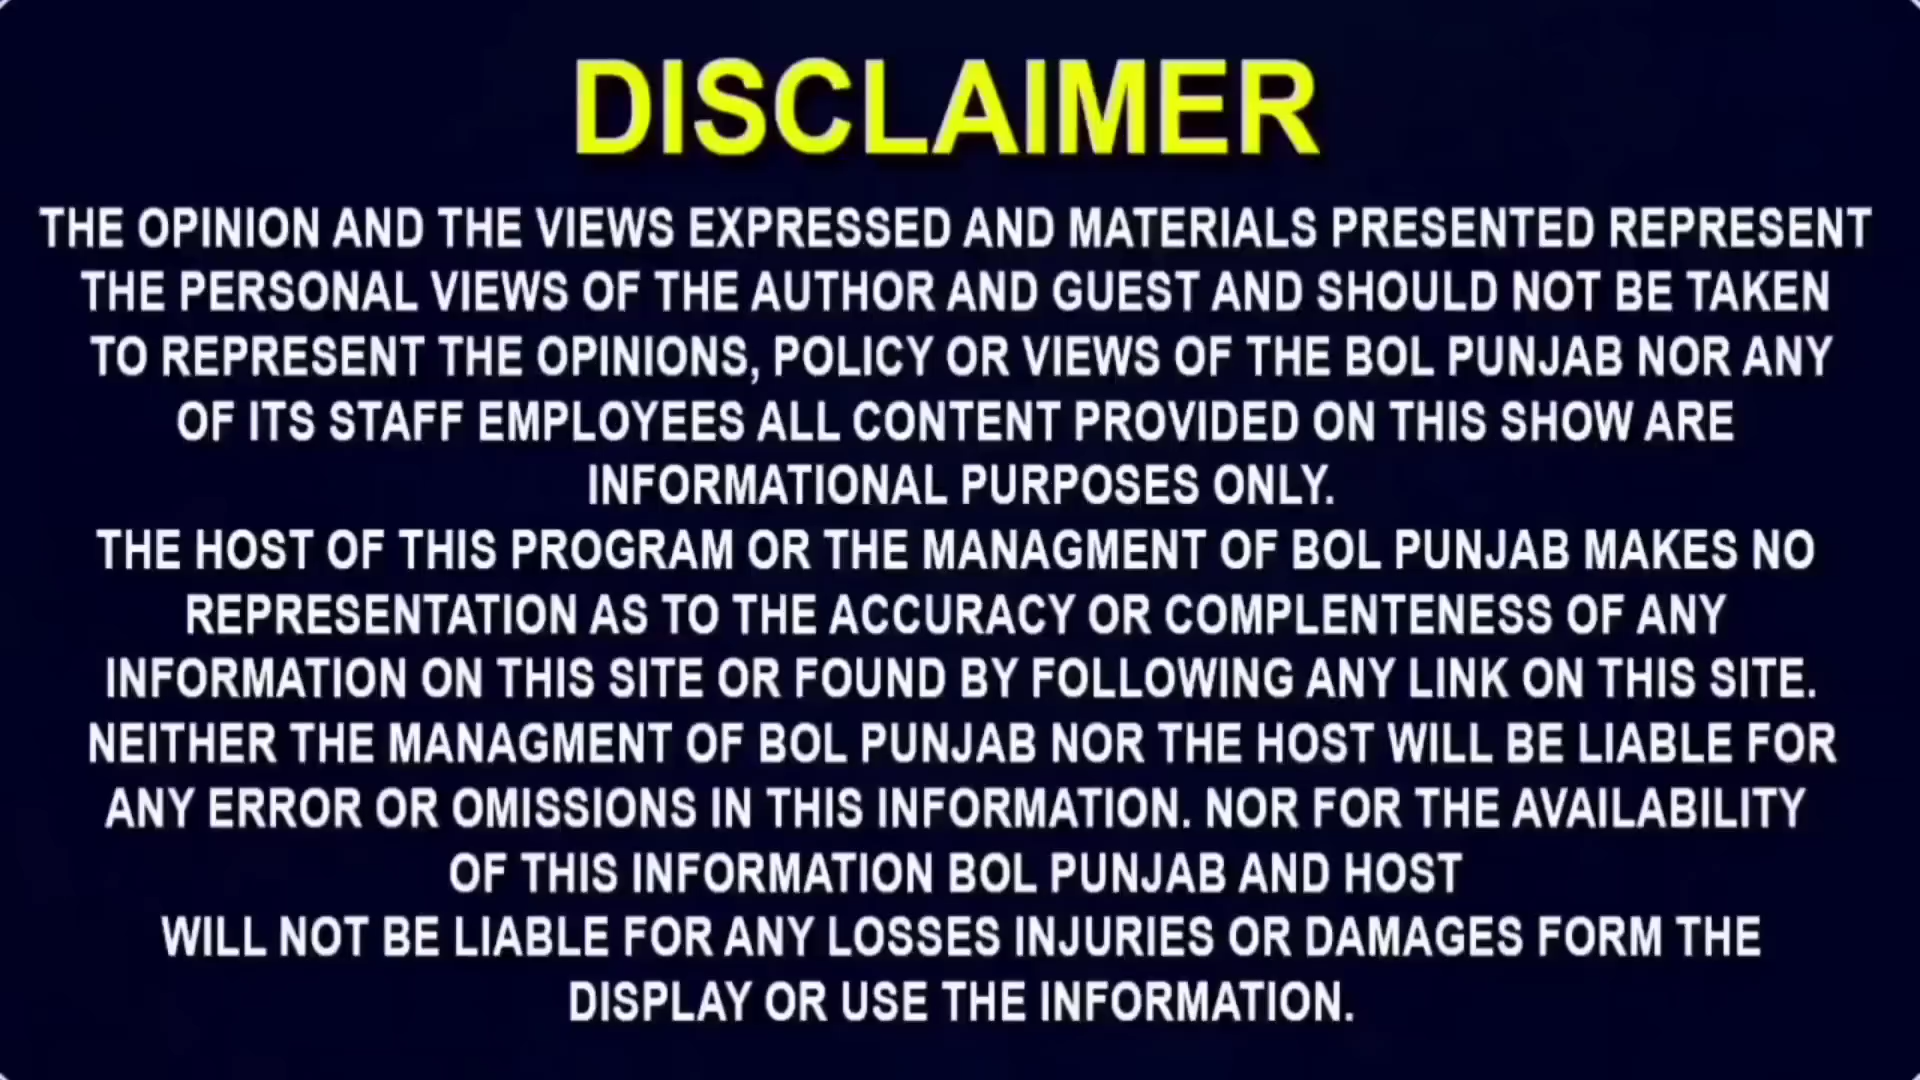 DISCLAIMER
THE OPINION AND THE VIEWS EXPRESSED AND MATERIALS PRESENTED REPRESENT
THE PERSONAL VIEWS OF THE AUTHOR AND GUEST AND SHOULD NOT BE TAKEN
TO REPRESENT THE OPINIONS, POLICY OR VIEWS OF THE BOL PUNJAB NOR ANY
OF ITS STAFF EMPLOYEES ALL CONTENT PROVIDED ON THIS SHOW ARE
INFORMATIONAL PURPOSES ONLY.
THE HOST OF THIS PROGRAM OR THE MANAGMENT OF BOL PUNJAB MAKES NO
REPRESENTATION AS TO THE ACCURACY OR COMPLENTENESS OF ANY
INFORMATION ON THIS SITE OR FOUND BY FOLLOWING ANY LINK ON THIS SITE.
NEITHER THE MANAGMENT OF BOL PUNJAB NOR THE HOST WILL BE LIABLE FOR
ANY ERROR OR OMISSIONS IN THIS INFORMATION. NOR FOR THE AVAILABILITY
OF THIS INFORMATION BOL PUNJAB AND HOST
WILL NOT BE LIABLE FOR ANY LOSSES INJURIES OR DAMAGES FORM THE
DISPLAY OR USE THE INFORMATION.